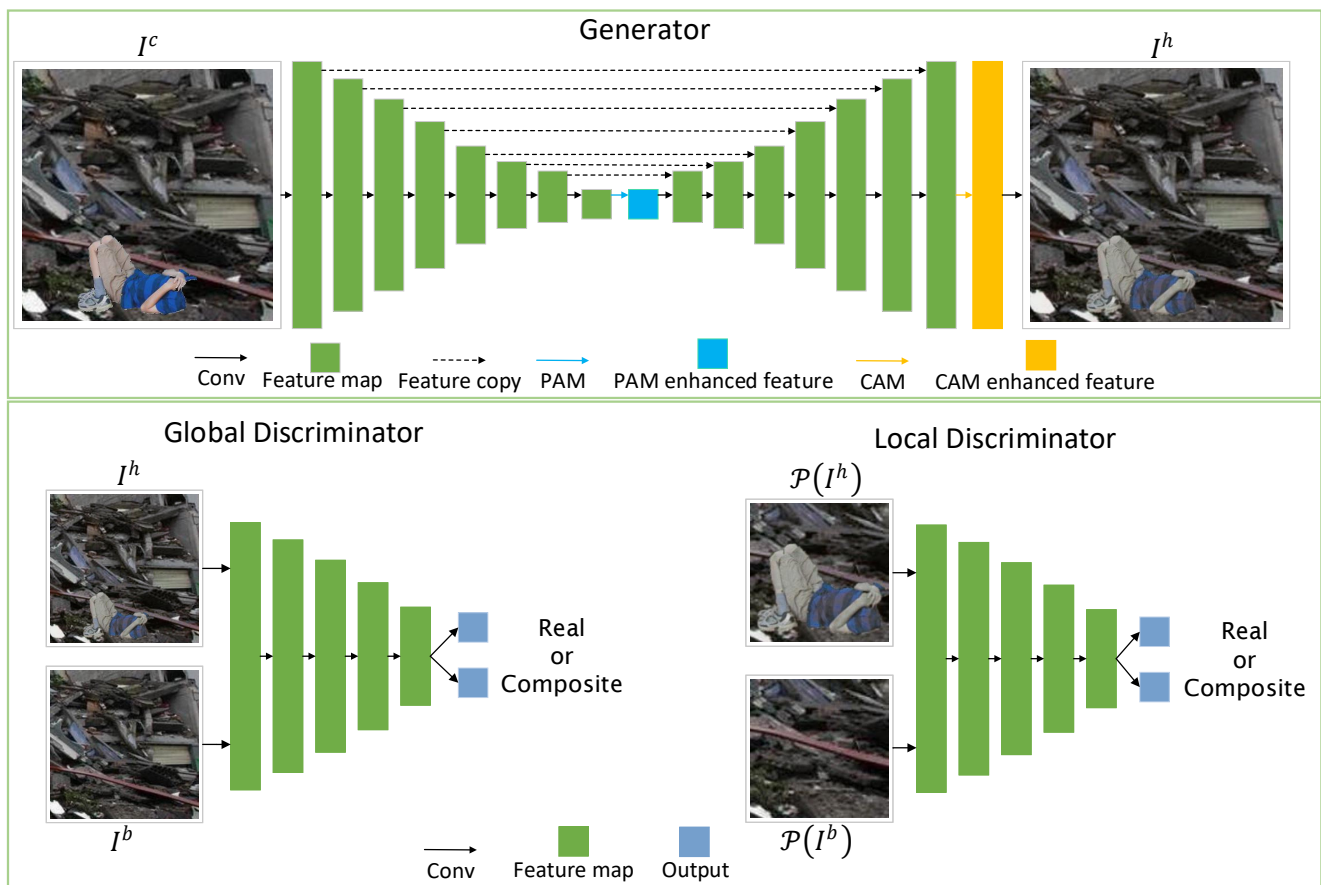 Generator
I^c
I^h
Conv
Feature map
Feature copy
PAM
PAM enhanced feature
CAM
CAM enhanced feature
Global Discriminator
I^h
I^b
Real
or
Composite
Local Discriminator
𝒫(I^h)
𝒫(I^b)
Real
or
Composite
Conv
Feature map
Output